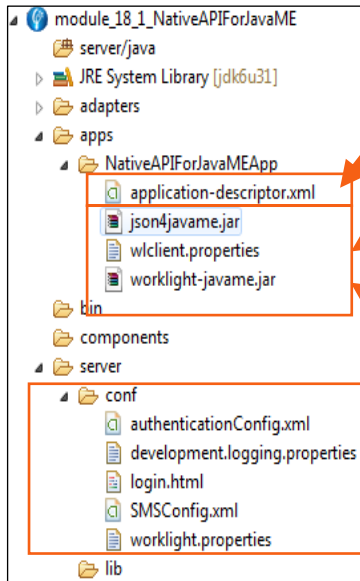 module_18_1_NativeAPIForJavaME
server/java
JRE System Library [jdk6u31]
adapters
apps
NativeAPIForJavaMEApp
application-descriptor.xml
json4javame.jar
wlclient.properties
worklight-javame.jar
bin
components
server
conf
authenticationConfig.xml
development.logging.properties
login.html
SMSConfig.xml
worklight.properties
lib